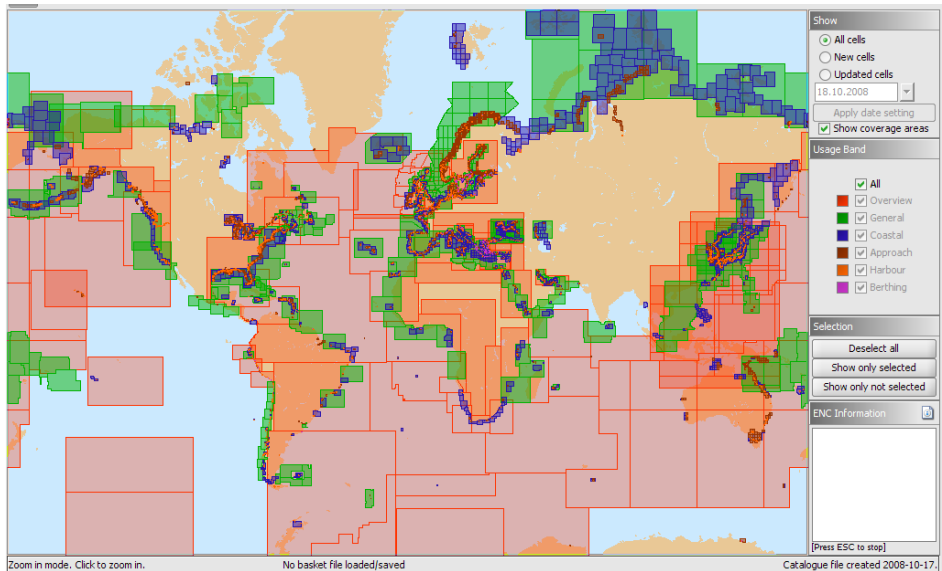 Show
All cells
New cells
Updated cells
18.10.2008
Apply date setting
Show coverage areas
Usage Band
All
Overview
General
Coastal
Approach
Harbour
Berthing
Selection
Deselect all
Show only selected
Show only not selected
ENC Information
[Press ESC to stop]
Zoom in mode. Click to zoom in.
No basket file loaded/saved
Catalogue file created 2008-10-17.